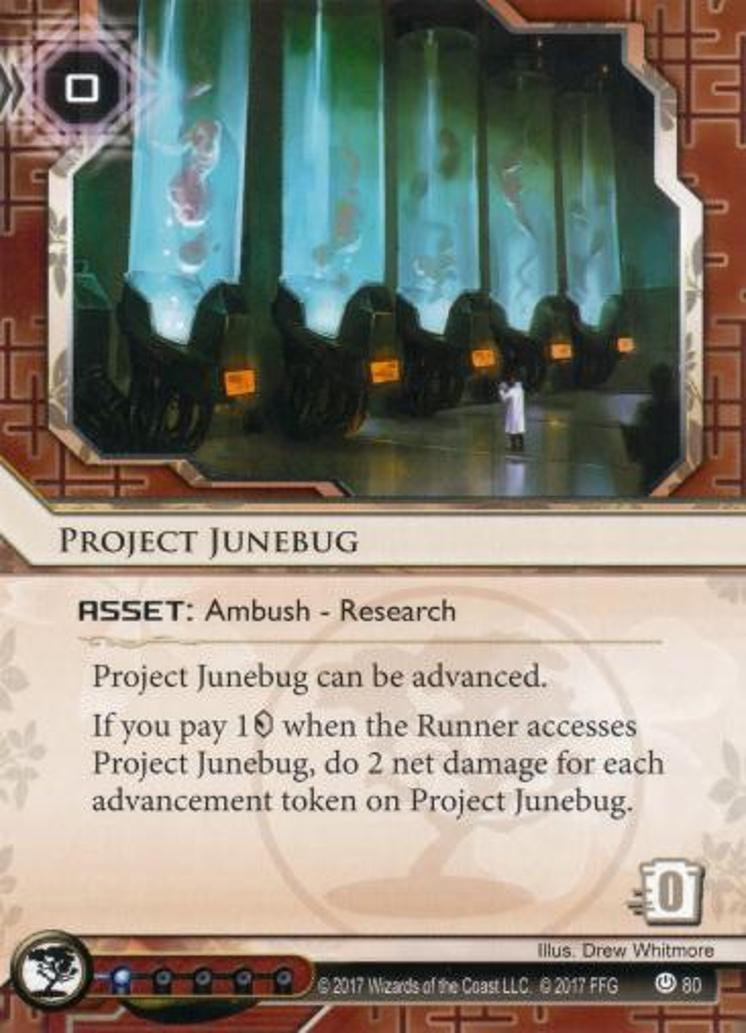 PROJECT JUNEBUG
ASSET: Ambush - Research
Project Junebug can be advanced.
If you pay 1 when the Runner accesses
Project Junebug, do 2 net damage for each
advancement token on Project Junebug.
0
Illus. Drew Whitmore
© 2017 Wizards of the Coast LLC. © 2017 FFG
80